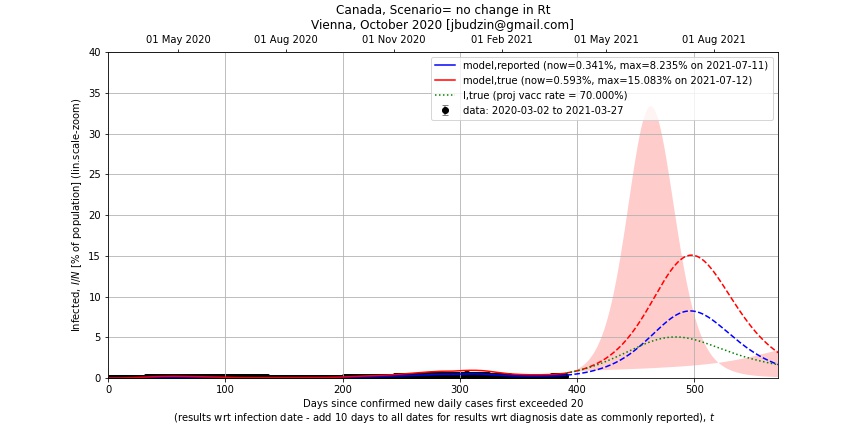 Canada, Scenario= no change in Rt
Vienna, October 2020 [jbudzin@gmail.com]
01 May 2020 01 Aug 2020 01 Nov 2020 01 Feb 2021 01 May 2021 01 Aug 2021
model,reported (now=0.341%, max=8.235% on 2021-07-11)
model,true (now=0.593%, max=15.083% on 2021-07-12)
I,true (proj vacc rate = 70.000%)
data: 2020-03-02 to 2021-03-27
Infected, I/N [% of population] (lin.scale-zoom)
40
35
30
25
20
15
10
5
0
0 100 200 300 400 500
Days since confirmed new daily cases first exceeded 20
(results wrt infection date - add 10 days to all dates for results wrt diagnosis date as commonly reported), t